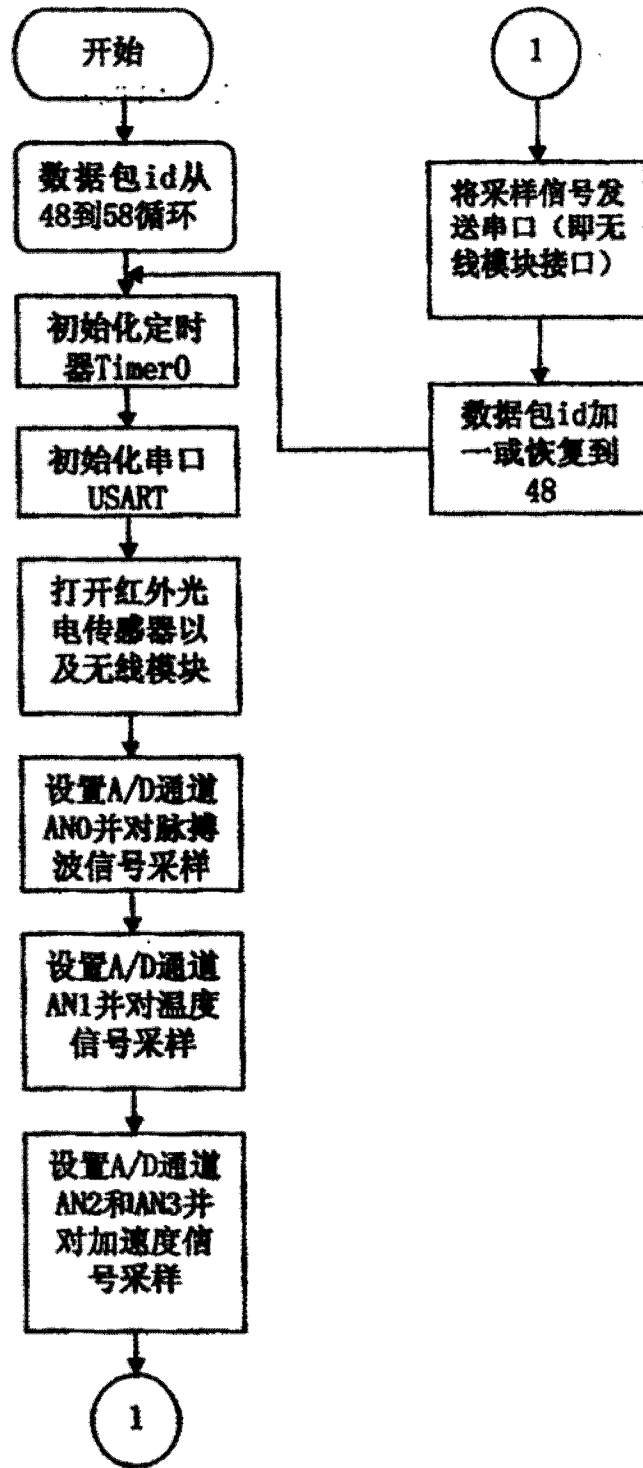 开始
数据包id从
48到58循环
初始化定时
器Timer0
初始化串口
USART
打开红外光
电传感器以
及无线模块
设置A/D通道
AN0并对脉搏
波信号采样
设置A/D通道
AN1并对温度
信号采样
设置A/D通道
AN2和AN3并
对加速度信
号采样
1
1
将采样信号发
送串口（即无
线模块接口）
数据包id加
一或恢复到
48